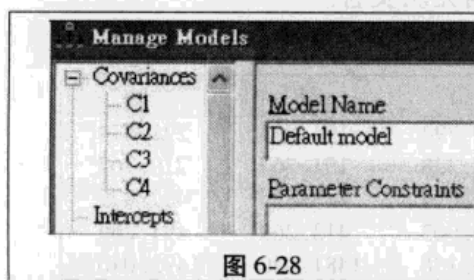 Manage Models
Covariances
C1
C2
C3
C4
Intercepts
Model Name
Default model
Parameter Constraints
图 6-28